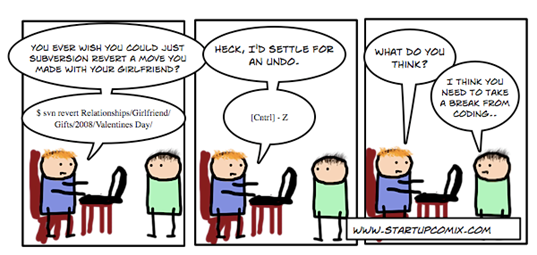 YOU EVER WISH YOU COULD JUST
SUBVERSION REVERT A MOVE YOU
MADE WITH YOUR GIRLFRIEND?
$ svn revert Relationships/Girlfriend/
Gifts/2008/Valentines Day/
HECK, I'D SETTLE FOR
AN UNDO.
[Cntrl] - Z
WHAT DO YOU
THINK?
I THINK YOU
NEED TO TAKE
A BREAK FROM
CODING..
WWW.STARTUPCOMIX.COM